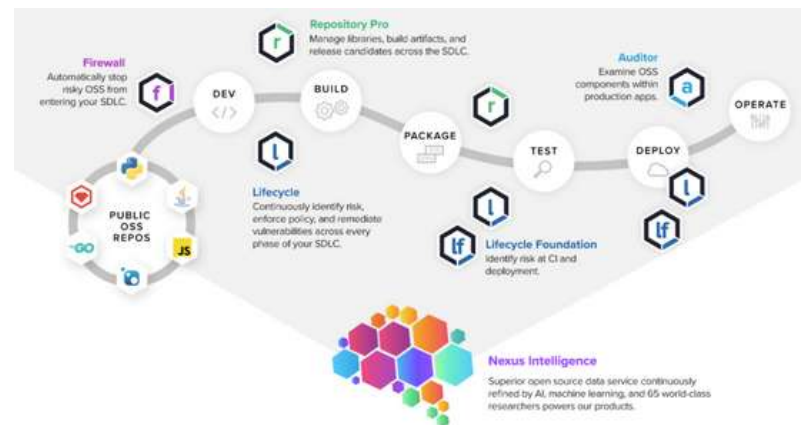 Repository Pro
Manage libraries, build artifacts, and
release candidates across the SDLC.
r
Firewall
Automatically stop
risky OSS from
entering your SDLC.
f
DEV
</>
BUILD
Auditor
Examine OSS
components within
production apps.
a
OPERATE
r
PACKAGE
TEST
DEPLOY
l
Lifecycle
Continuously identify risk,
enforce policy, and remediate
vulnerabilities across every
phase of your SDLC.
PUBLIC
OSS
REPOS
GO
JS
l
lf
Lifecycle Foundation
Identify risk at CI and
deployment.
l
lf
Nexus Intelligence
Superior open source data service continuously
refined by AI, machine learning, and 65 world-class
researchers powers our products.